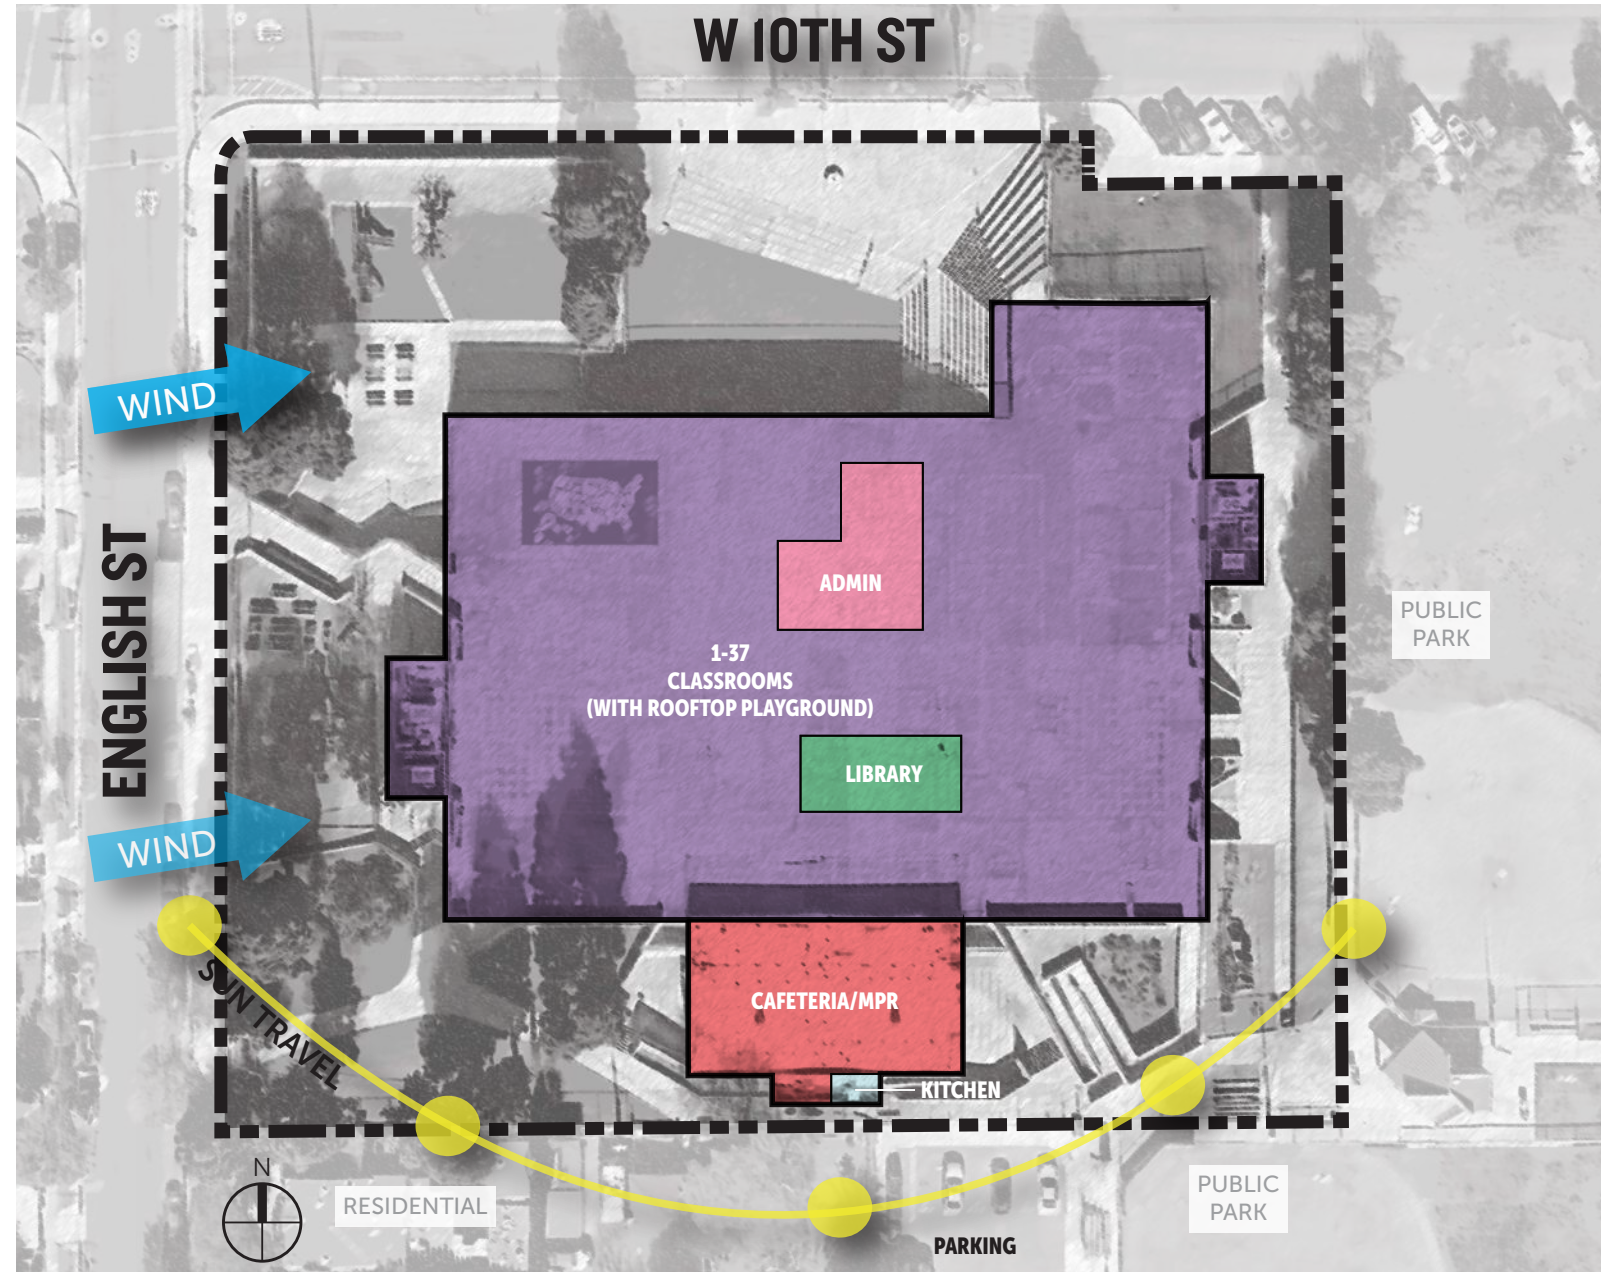 W 10TH ST
WIND
ADMIN
ENGLISH ST
PUBLIC
PARK
1-37
CLASSROOMS
(WITH ROOFTOP PLAYGROUND)
LIBRARY
WIND
SUN TRAVEL
CAFETERIA/MPR
KITCHEN
N
RESIDENTIAL
PUBLIC
PARK
PARKING